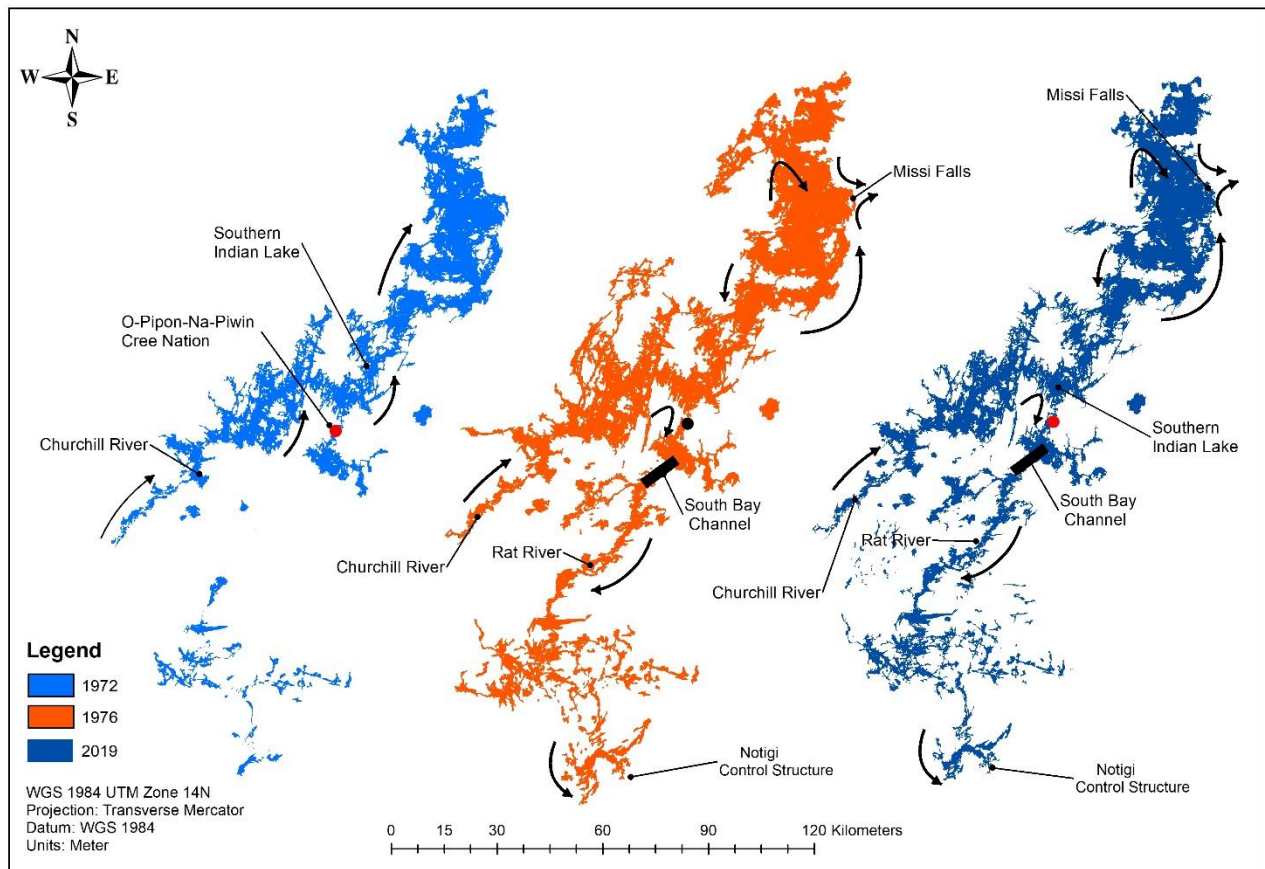 N
W
E
S
Southern
Indian Lake
O-Pipon-Na-Piwin
Cree Nation
Churchill River
Missi Falls
South Bay
Channel
Rat River
Churchill River
Notigi
Control Structure
Missi Falls
Southern
Indian Lake
South Bay
Channel
Rat River
Churchill River
Notigi
Control Structure
Legend
1972
1976
2019
WGS 1984 UTM Zone 14N
Projection: Transverse Mercator
Datum: WGS 1984
Units: Meter
0 30 60 90 120 Kilometers